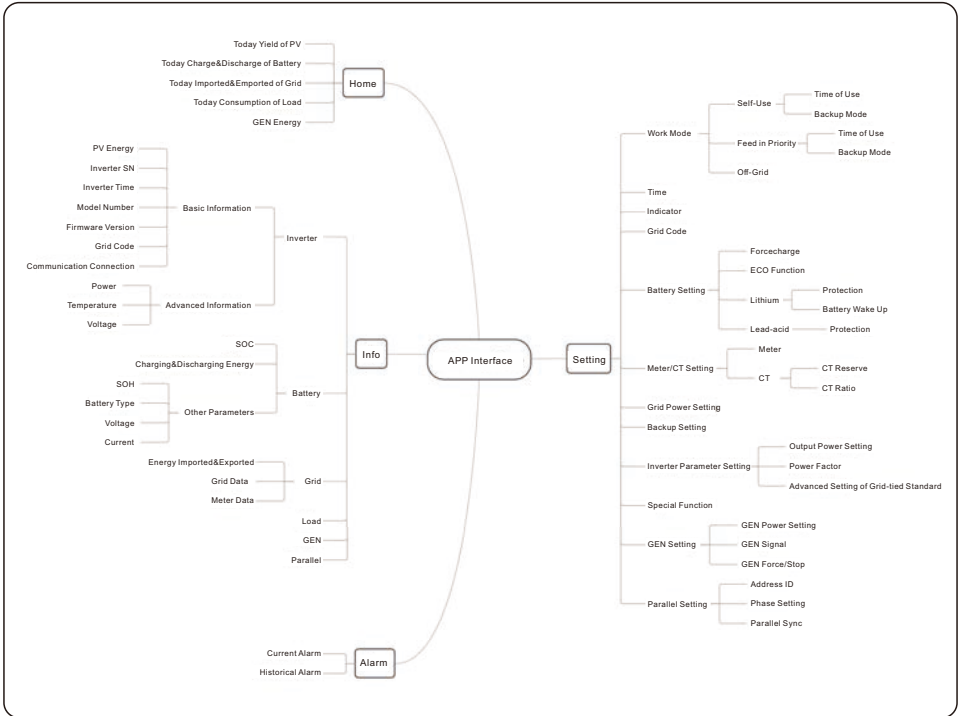 Today Yield of PV
Today Charge&Discharge of Battery
Today Imported&Emported of Grid
Today Consumption of Load
GEN Energy
Home
PV Energy
Inverter SN
Inverter Time
Model Number
Firmware Version
Grid Code
Communication Connection
Basic Information
Power
Temperature
Voltage
Advanced Information
Inverter
SOC
Charging&Discharging Energy
SOH
Battery Type
Voltage
Current
Other Parameters
Battery
Energy Imported&Exported
Grid Data
Meter Data
Grid
Load
GEN
Parallel
Info
Current Alarm
Historical Alarm
Alarm
APP Interface
Setting
Work Mode
Self-Use
Time of Use
Backup Mode
Feed in Priority
Time of Use
Backup Mode
Off-Grid
Time
Indicator
Grid Code
Battery Setting
Forcecharge
ECO Function
Lithium
Protection
Battery Wake Up
Lead-acid
Protection
Meter/CT Setting
Meter
CT
CT Reserve
CT Ratio
Grid Power Setting
Backup Setting
Inverter Parameter Setting
Output Power Setting
Power Factor
Advanced Setting of Grid-tied Standard
Special Function
GEN Setting
GEN Power Setting
GEN Signal
GEN Force/Stop
Parallel Setting
Address ID
Phase Setting
Parallel Sync